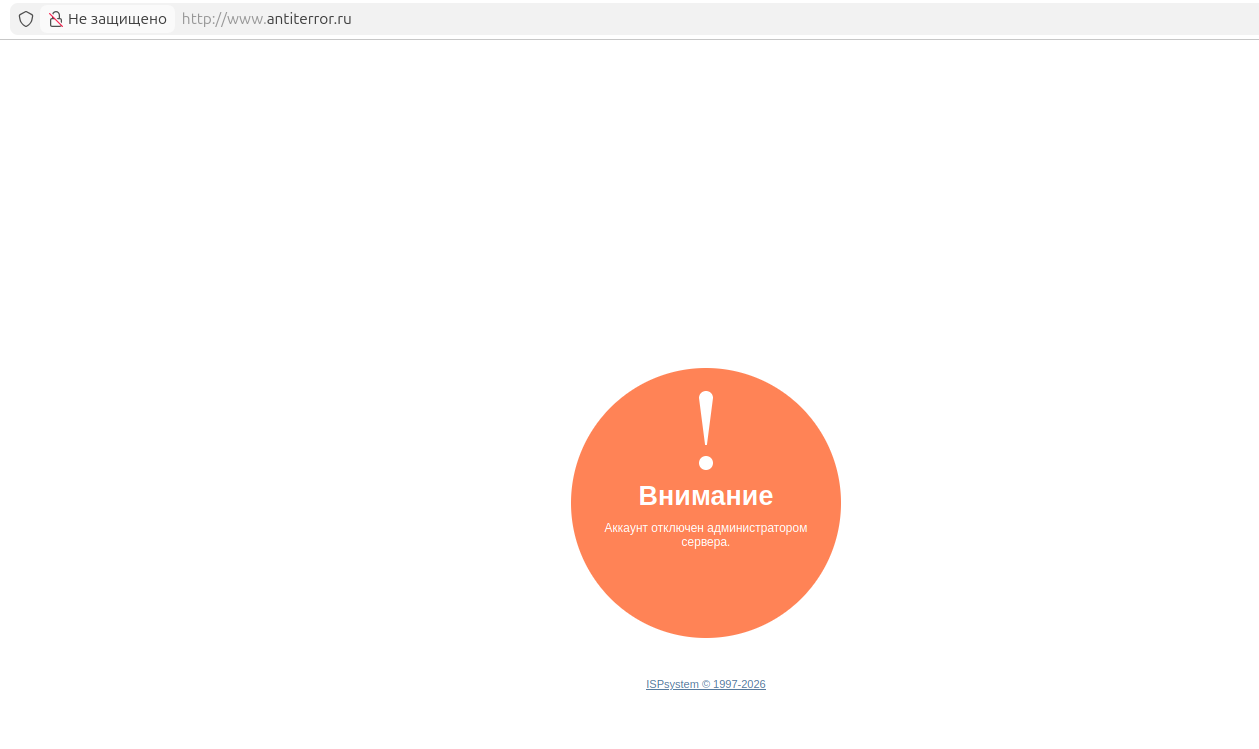 Не защищено http://www.antiterror.ru
!
Внимание
Аккаунт отключен администратором
сервера.
ISPsystem © 1997-2026